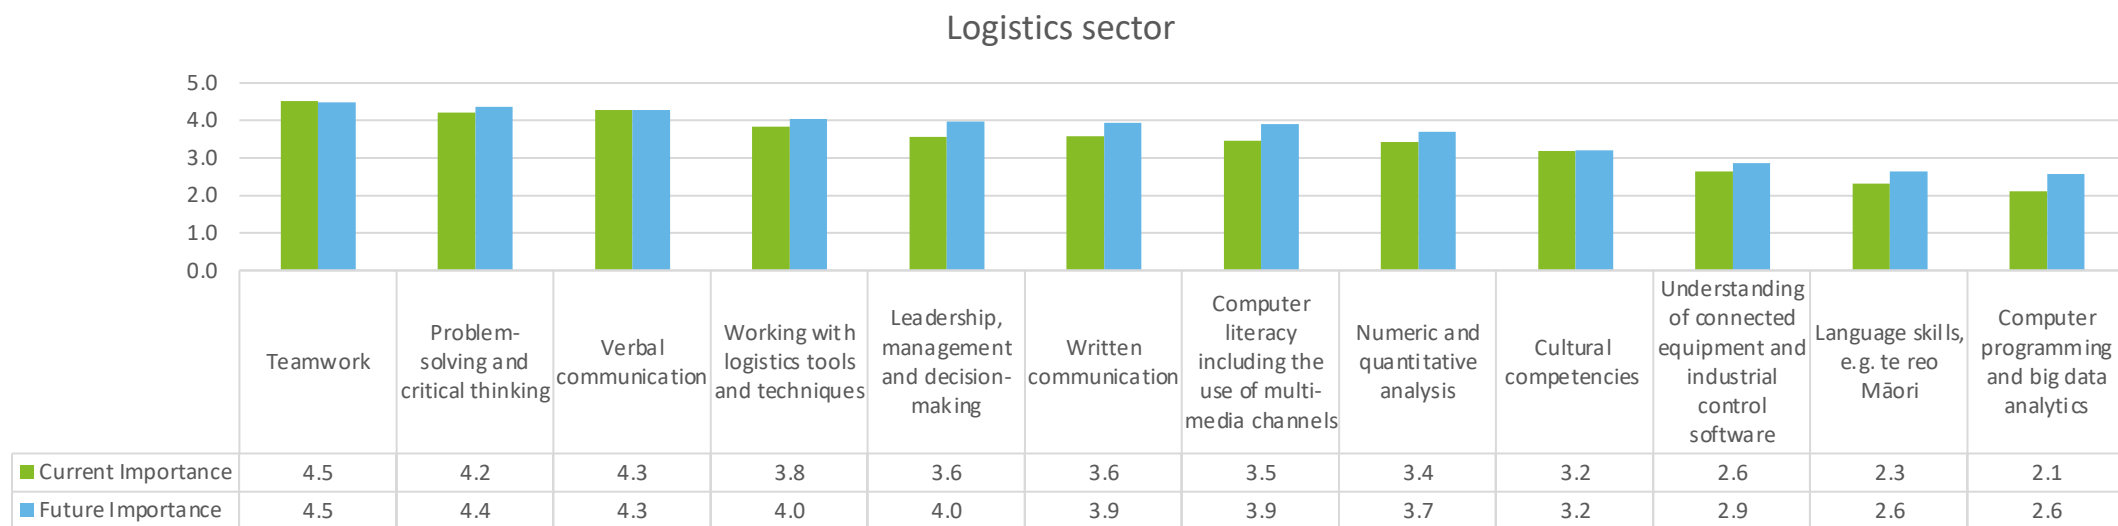 Logistics sector
5.0
4.0
3.0
2.0
1.0
0.0
Teamwork
Problem-
solving and
critical thinking
Verbal
communication
Working with
logistics tools
and techniques
Leadership,
management
and decision-
making
Written
communication
Computer
literacy
including the
use of multi-
media channels
Numeric and
quantitative
analysis
Cultural
competencies
Understanding
of connected
equipment and
industrial
control
software
Language skills,
e.g. te reo
Māori
Computer
programming
and big data
analytics
Current Importance 4.5 4.2 4.3 3.8 3.6 3.6 3.5 3.4 3.2 2.6 2.3 2.1
Future Importance 4.5 4.4 4.3 4.0 4.0 3.9 3.9 3.7 3.2 2.9 2.6 2.6